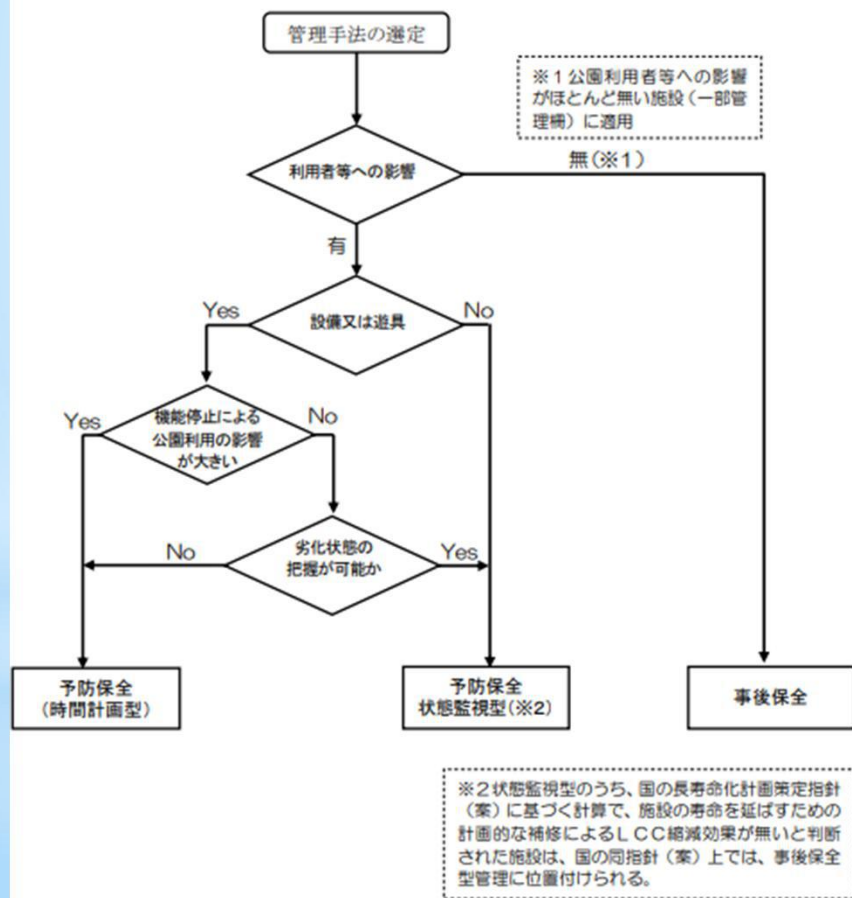 管理手法の選定
※1公園利用者等への影響
がほとんど無い施設（一部管
理柵）に適用
無(※1)
利用者等への影響
有
Yes
設備又は遊具
No
Yes
機能停止による
公園利用の影響
が大きい
No
No
劣化状態の
把握が可能か
Yes
予防保全
(時間計画型)
予防保全
状態監視型(※2)
事後保全
※2状態監視型のうち、国の長寿命化計画策定指針
（案）に基づく計算で、施設の寿命を延ばすための
計画的な補修によるLCC縮減効果が無いと判断
された施設は、国の同指針（案）上では、事後保全
型管理に位置付けられる。